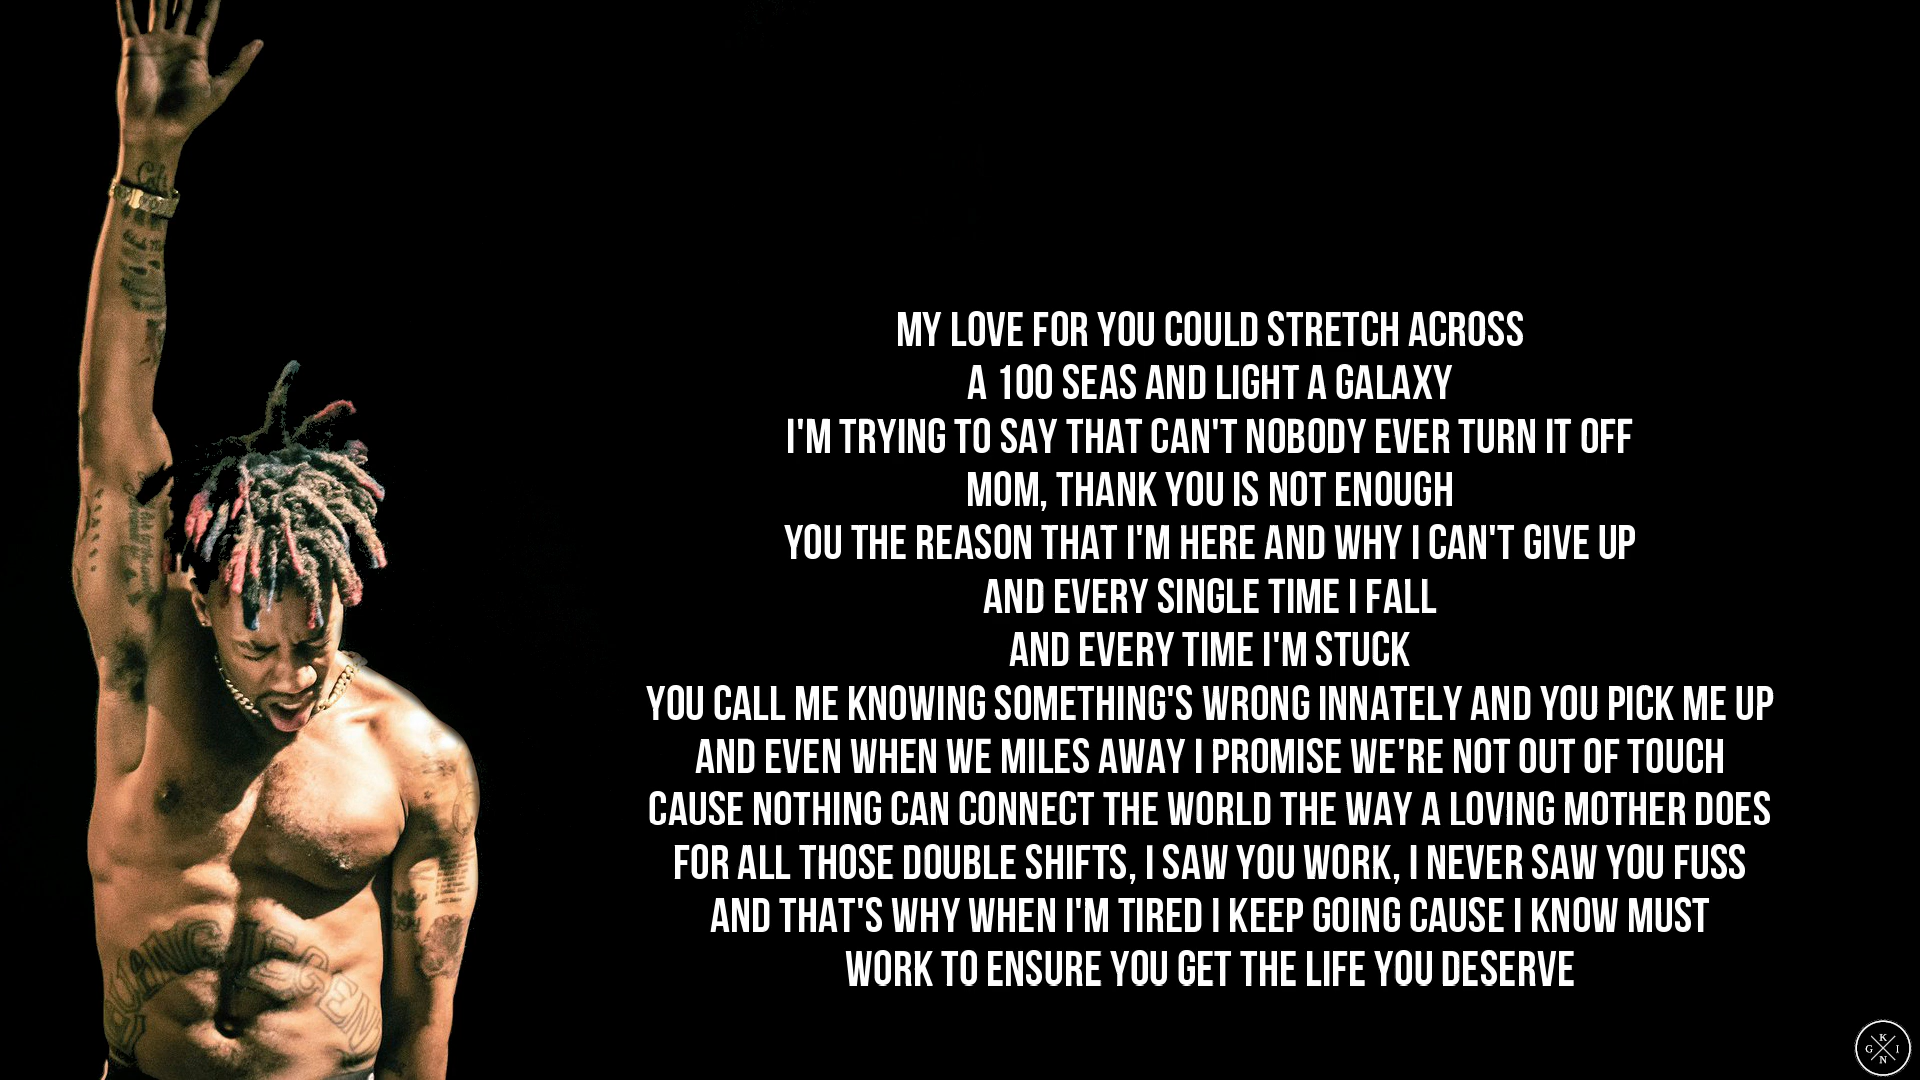 MY LOVE FOR YOU COULD STRETCH ACROSS
A 100 SEAS AND LIGHT A GALAXY
I'M TRYING TO SAY THAT CAN'T NOBODY EVER TURN IT OFF
MOM, THANK YOU IS NOT ENOUGH
YOU THE REASON THAT I'M HERE AND WHY I CAN'T GIVE UP
AND EVERY SINGLE TIME I FALL
AND EVERY TIME I'M STUCK
YOU CALL ME KNOWING SOMETHING'S WRONG INNATELY AND YOU PICK ME UP
AND EVEN WHEN WE MILES AWAY I PROMISE WE'RE NOT OUT OF TOUCH
CAUSE NOTHING CAN CONNECT THE WORLD THE WAY A LOVING MOTHER DOES
FOR ALL THOSE DOUBLE SHIFTS, I SAW YOU WORK, I NEVER SAW YOU FUSS
AND THAT'S WHY WHEN I'M TIRED I KEEP GOING CAUSE I KNOW MUST
WORK TO ENSURE YOU GET THE LIFE YOU DESERVE
YOUNG LEGEND
K
G I
N